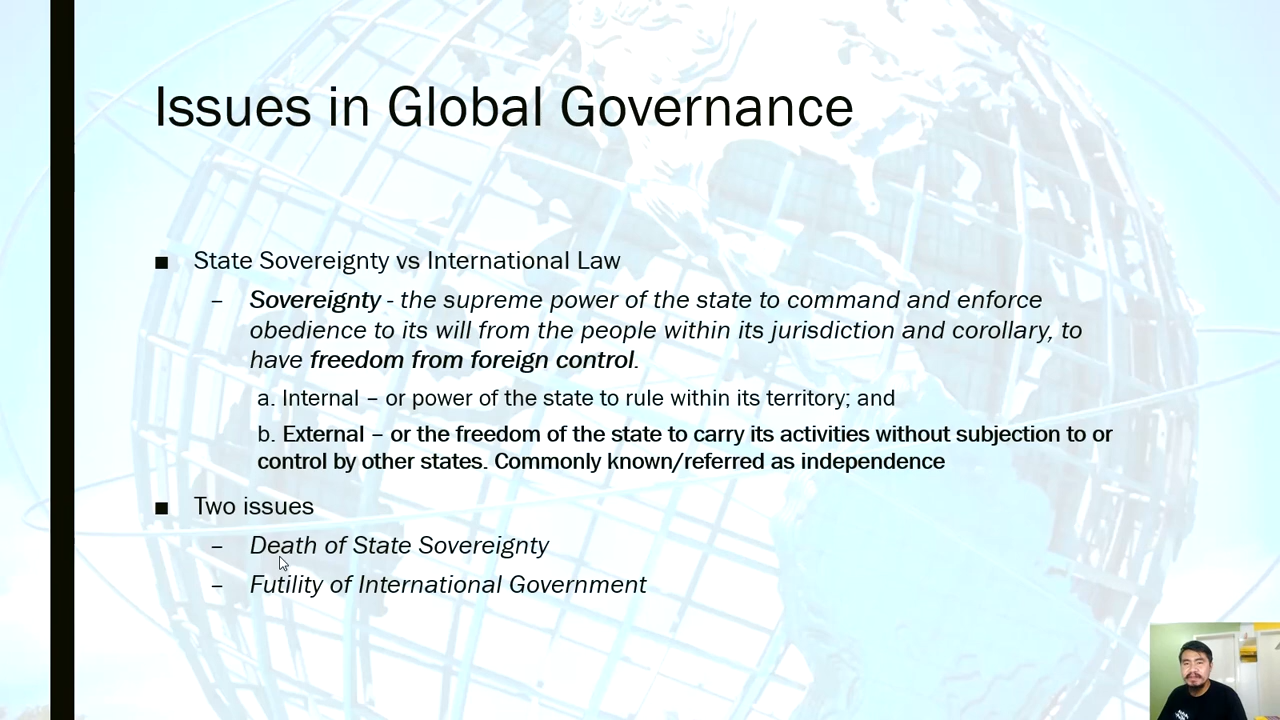 Issues in Global Governance
■ State Sovereignty vs International Law
– Sovereignty - the supreme power of the state to command and enforce
obedience to its will from the people within its jurisdiction and corollary, to
have freedom from foreign control.
a. Internal – or power of the state to rule within its territory; and
b. External – or the freedom of the state to carry its activities without subjection to or
control by other states. Commonly known/referred as independence
■ Two issues
– Death of State Sovereignty
– Futility of International Government